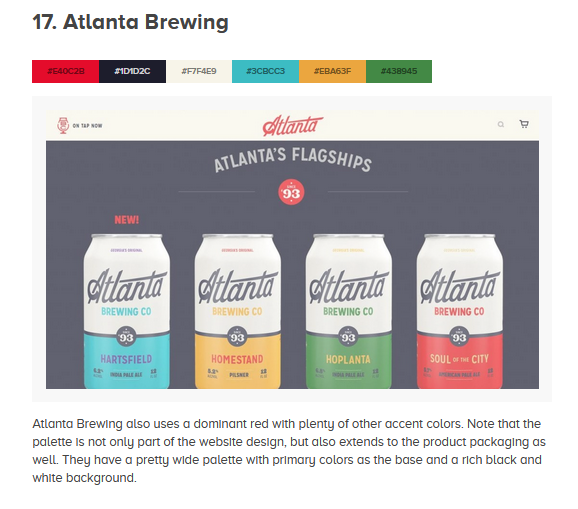 17. Atlanta Brewing
#E40C2B #1D1D2C #F7F4E9 #3CBCC3 #EBA63F #438945
ON TAP NOW
Atlanta
ATLANTA'S FLAGSHIPS
93
NEW!
Atlanta Atlanta Atlanta Atlanta
BREWING CO BREWING CO BREWING CO BREWING CO
'93 '93 '93 '93
HARTSFIELD HOMESTAND HOPLANTA SOUL OF THE CITY
INDIA PALE ALE PILSNER INDIA PALE ALE AMERICAN PALE ALE
Atlanta Brewing also uses a dominant red with plenty of other accent colors. Note that the
palette is not only part of the website design, but also extends to the product packaging as
well. They have a pretty wide palette with primary colors as the base and a rich black and
white background.